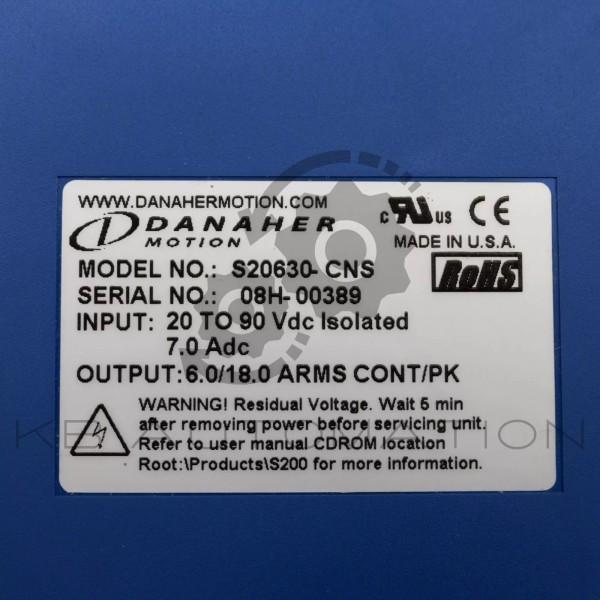 WWW.DANAHERMOTION.COM
DANAHER
MOTION
c RU US CE
MADE IN U.S.A.
RoHS
MODEL NO.: S20630- CNS
SERIAL NO.: 08H- 00389
INPUT: 20 TO 90 Vdc Isolated
7.0 Adc
OUTPUT:6.0/18.0 ARMS CONT/PK
WARNING! Residual Voltage. Wait 5 min
after removing power before servicing unit.
Refer to user manual CDROM location
Root:\Products\S200 for more information.
KE AUTOMATION